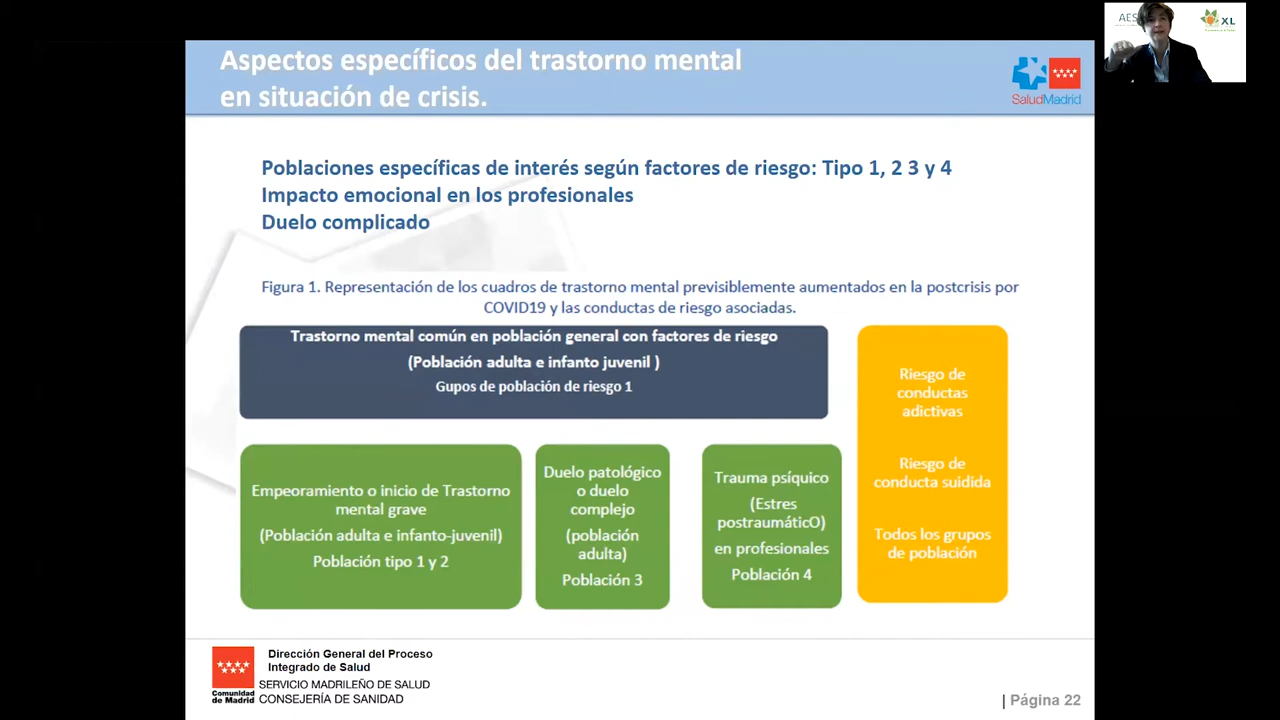 Aspectos específicos del trastorno mental
en situación de crisis.
SaludMadrid
AES
XL
Poblaciones específicas de interés según factores de riesgo: Tipo 1, 2 3 y 4
Impacto emocional en los profesionales
Duelo complicado
Figura 1. Representación de los cuadros de trastorno mental previsiblemente aumentados en la postcrisis por
COVID19 y las conductas de riesgo asociadas.
Trastorno mental común en población general con factores de riesgo
(Población adulta e infanto juvenil )
Gupos de población de riesgo 1
Riesgo de
conductas
adictivas
Riesgo de
conducta suidida
Todos los grupos
de población
Empeoramiento o inicio de Trastorno
mental grave
(Población adulta e infanto-juvenil)
Población tipo 1 y 2
Duelo patológico
o duelo
complejo
(población
adulta)
Población 3
Trauma psíquico
(Estres
postraumáticO)
en profesionales
Población 4
Comunidad
de Madrid
Dirección General del Proceso
Integrado de Salud
SERVICIO MADRILEÑO DE SALUD
CONSEJERÍA DE SANIDAD
| Página 22